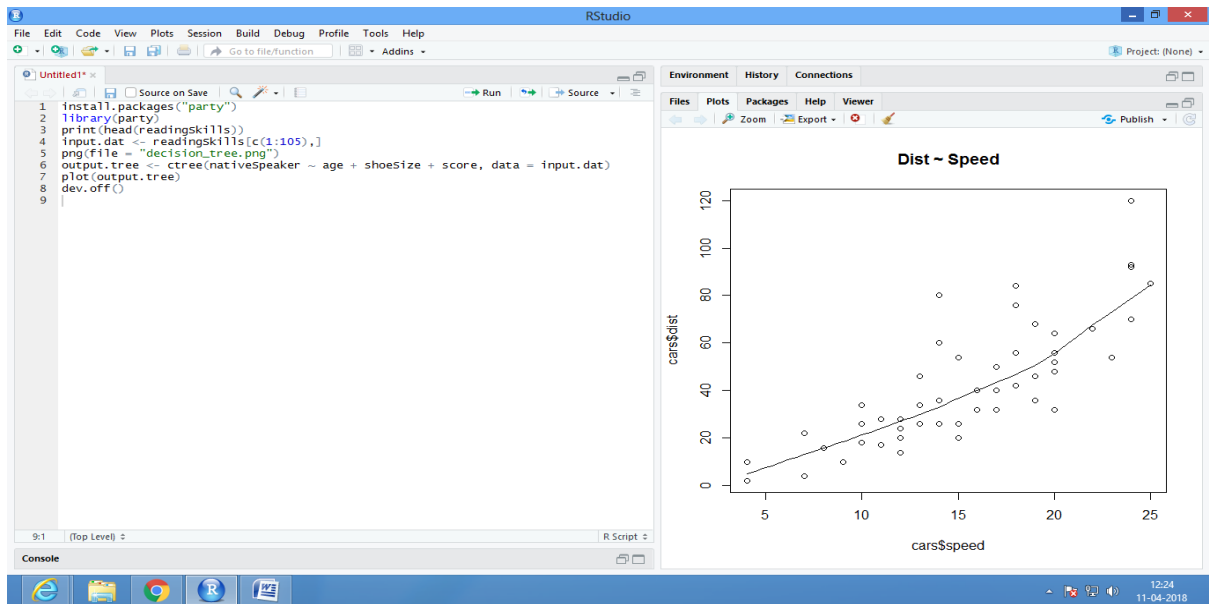 RStudio
File Edit Code View Plots Session Build Debug Profile Tools Help
Go to file/function Addins Project: (None)
Untitled1*
Source on Save Run Source
1 install.packages("party")
2 library(party)
3 print(head(readingSkills))
4 input.dat <- readingSkills[c(1:105),]
5 png(file = "decision_tree.png")
6 output.tree <- ctree(nativeSpeaker ~ age + shoeSize + score, data = input.dat)
7 plot(output.tree)
8 dev.off()
9
9:1 (Top Level) R Script
Console
Environment History Connections
Files Plots Packages Help Viewer
Zoom Export Publish
Dist ~ Speed
cars$dist
120
100
80
60
40
20
0
5 10 15 20 25
cars$speed
12:24
11-04-2018